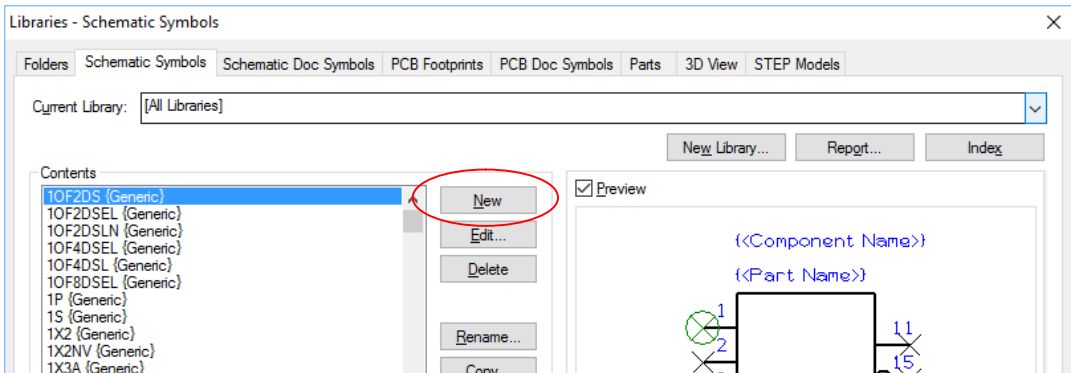 Libraries - Schematic Symbols
Folders Schematic Symbols Schematic Doc Symbols PCB Footprints PCB Doc Symbols Parts 3D View STEP Models
Current Library: [All Libraries]
New Library... Report... Index
Contents
1OF2DS {Generic}
1OF2DSEL {Generic}
1OF2DSLN {Generic}
1OF4DSEL {Generic}
1OF4DSL {Generic}
1OF8DSEL {Generic}
1P {Generic}
1S {Generic}
1X2 {Generic}
1X2NV {Generic}
1X3A {Generic}
New
Edit...
Delete
Rename...
Copy...
Preview
{<Component Name>}
{<Part Name>}
1
11
2
15